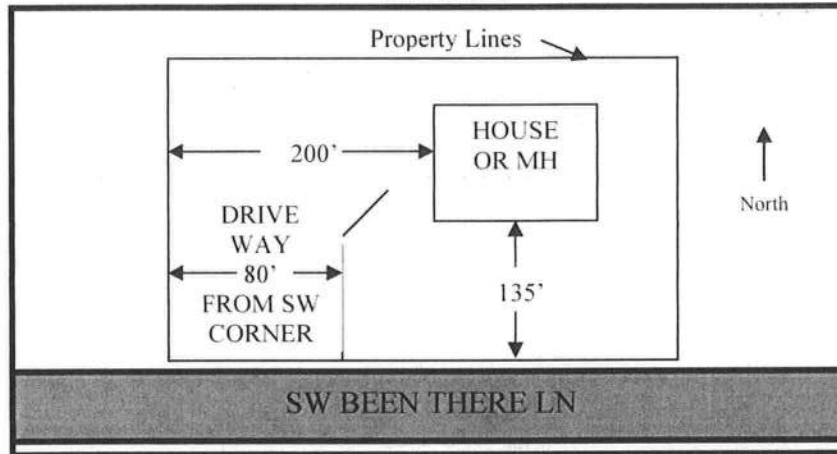 Property Lines
HOUSE
OR MH
200'
North
DRIVE
WAY
80'
FROM SW
CORNER
135'
SW BEEN THERE LN